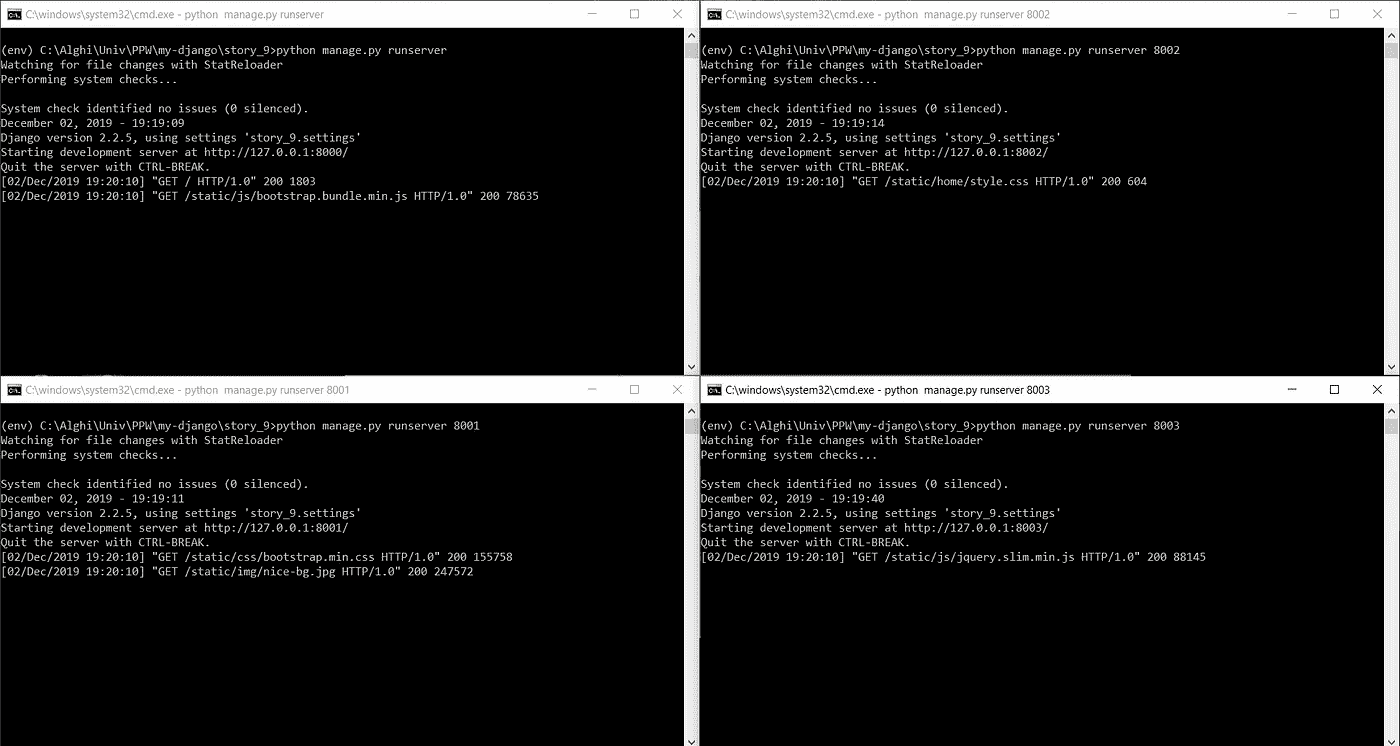 C:\windows\system32\cmd.exe - python  manage.py runserver
(env) C:\Alghi\Univ\PPW\my-django\story_9>python manage.py runserver
Watching for file changes with StatReloader
Performing system checks...
System check identified no issues (0 silenced).
December 02, 2019 - 19:19:09
Django version 2.2.5, using settings 'story_9.settings'
Starting development server at http://127.0.0.1:8000/
Quit the server with CTRL-BREAK.
[02/Dec/2019 19:20:10] "GET / HTTP/1.0" 200 1803
[02/Dec/2019 19:20:10] "GET /static/js/bootstrap.bundle.min.js HTTP/1.0" 200 78635
C:\windows\system32\cmd.exe - python  manage.py runserver 8002
(env) C:\Alghi\Univ\PPW\my-django\story_9>python manage.py runserver 8002
Watching for file changes with StatReloader
Performing system checks...
System check identified no issues (0 silenced).
December 02, 2019 - 19:19:14
Django version 2.2.5, using settings 'story_9.settings'
Starting development server at http://127.0.0.1:8002/
Quit the server with CTRL-BREAK.
[02/Dec/2019 19:20:10] "GET /static/home/style.css HTTP/1.0" 200 604
C:\windows\system32\cmd.exe - python  manage.py runserver 8001
(env) C:\Alghi\Univ\PPW\my-django\story_9>python manage.py runserver 8001
Watching for file changes with StatReloader
Performing system checks...
System check identified no issues (0 silenced).
December 02, 2019 - 19:19:11
Django version 2.2.5, using settings 'story_9.settings'
Starting development server at http://127.0.0.1:8001/
Quit the server with CTRL-BREAK.
[02/Dec/2019 19:20:10] "GET /static/css/bootstrap.min.css HTTP/1.0" 200 155758
[02/Dec/2019 19:20:10] "GET /static/img/nice-bg.jpg HTTP/1.0" 200 247572
C:\windows\system32\cmd.exe - python  manage.py runserver 8003
(env) C:\Alghi\Univ\PPW\my-django\story_9>python manage.py runserver 8003
Watching for file changes with StatReloader
Performing system checks...
System check identified no issues (0 silenced).
December 02, 2019 - 19:19:40
Django version 2.2.5, using settings 'story_9.settings'
Starting development server at http://127.0.0.1:8003/
Quit the server with CTRL-BREAK.
[02/Dec/2019 19:20:10] "GET /static/js/jquery.slim.min.js HTTP/1.0" 200 88145